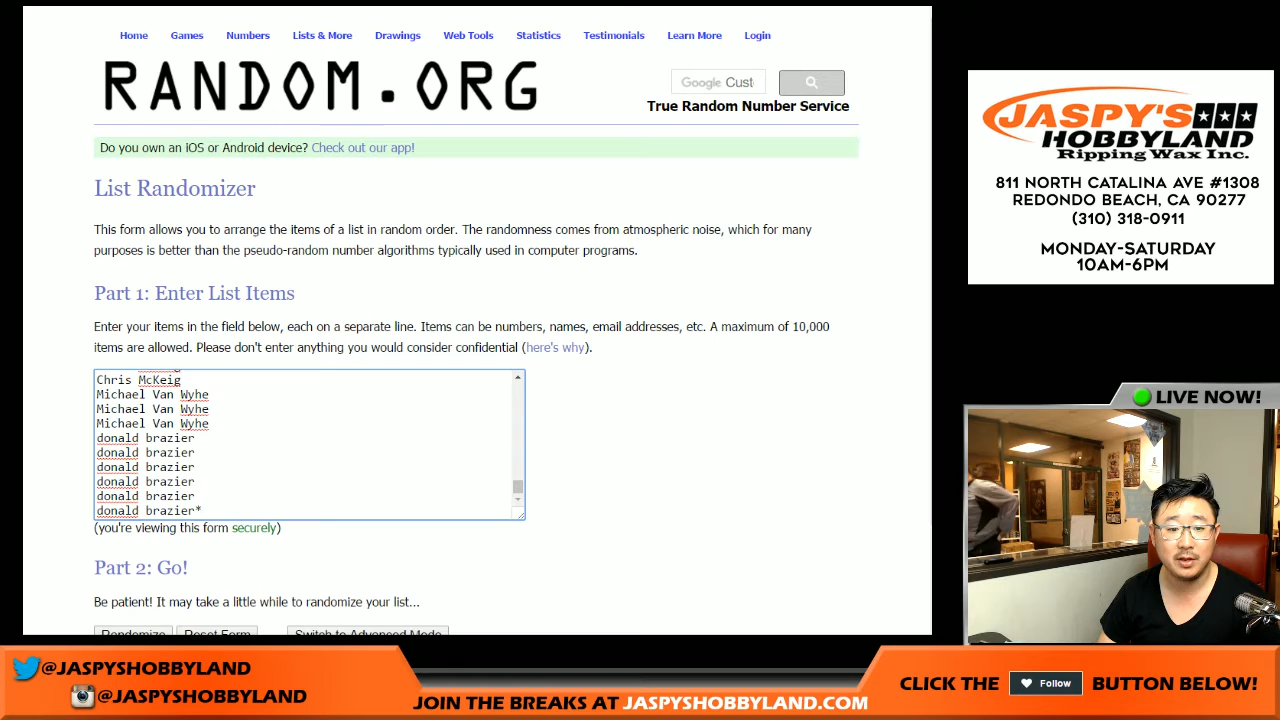 Home Games Numbers Lists & More Drawings Web Tools Statistics Testimonials Learn More Login
RANDOM.ORG
Google Cust
True Random Number Service
Do you own an iOS or Android device? Check out our app!
List Randomizer
This form allows you to arrange the items of a list in random order. The randomness comes from atmospheric noise, which for many
purposes is better than the pseudo-random number algorithms typically used in computer programs.
Part 1: Enter List Items
Enter your items in the field below, each on a separate line. Items can be numbers, names, email addresses, etc. A maximum of 10,000
items are allowed. Please don't enter anything you would consider confidential (here's why).
Chris McKeig
Michael Van Wyhe
Michael Van Wyhe
Michael Van Wyhe
donald brazier
donald brazier
donald brazier
donald brazier
donald brazier
donald brazier*
(you're viewing this form securely)
Part 2: Go!
Be patient! It may take a little while to randomize your list...
Randomize Reset Form Switch to Advanced Mode
JASPY'S
HOBBYLAND
Ripping Wax Inc.
811 NORTH CATALINA AVE #1308
REDONDO BEACH, CA 90277
(310) 318-0911
MONDAY-SATURDAY
10AM-6PM
LIVE NOW!
@JASPYSHOBBYLAND
@JASPYSHOBBYLAND
JOIN THE BREAKS AT JASPYSHOBBYLAND.COM
CLICK THE Follow BUTTON BELOW!